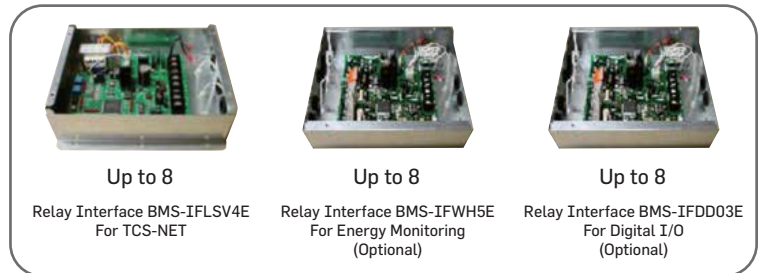 Up to 8
Relay Interface BMS-IFLSV4E
For TCS-NET
Up to 8
Relay Interface BMS-IFWH5E
For Energy Monitoring
(Optional)
Up to 8
Relay Interface BMS-IFDD03E
For Digital I/O
(Optional)